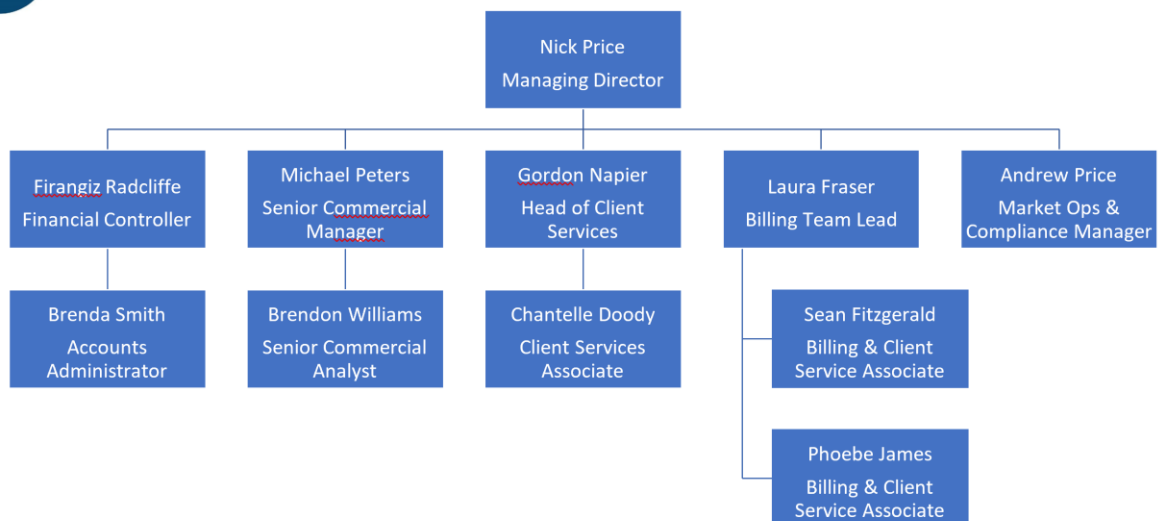 Nick Price
Managing Director
Firangiz Radcliffe
Financial Controller
Michael Peters
Senior Commercial
Manager
Gordon Napier
Head of Client
Services
Laura Fraser
Billing Team Lead
Andrew Price
Market Ops &
Compliance Manager
Brenda Smith
Accounts
Administrator
Brendon Williams
Senior Commercial
Analyst
Chantelle Doody
Client Services
Associate
Sean Fitzgerald
Billing & Client
Service Associate
Phoebe James
Billing & Client
Service Associate